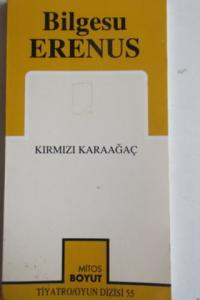 Bilgesu
ERENUS
KIRMIZI KARAAĞAÇ
MİTOS
BOYUT
TİYATRO/OYUN DİZİSİ 55